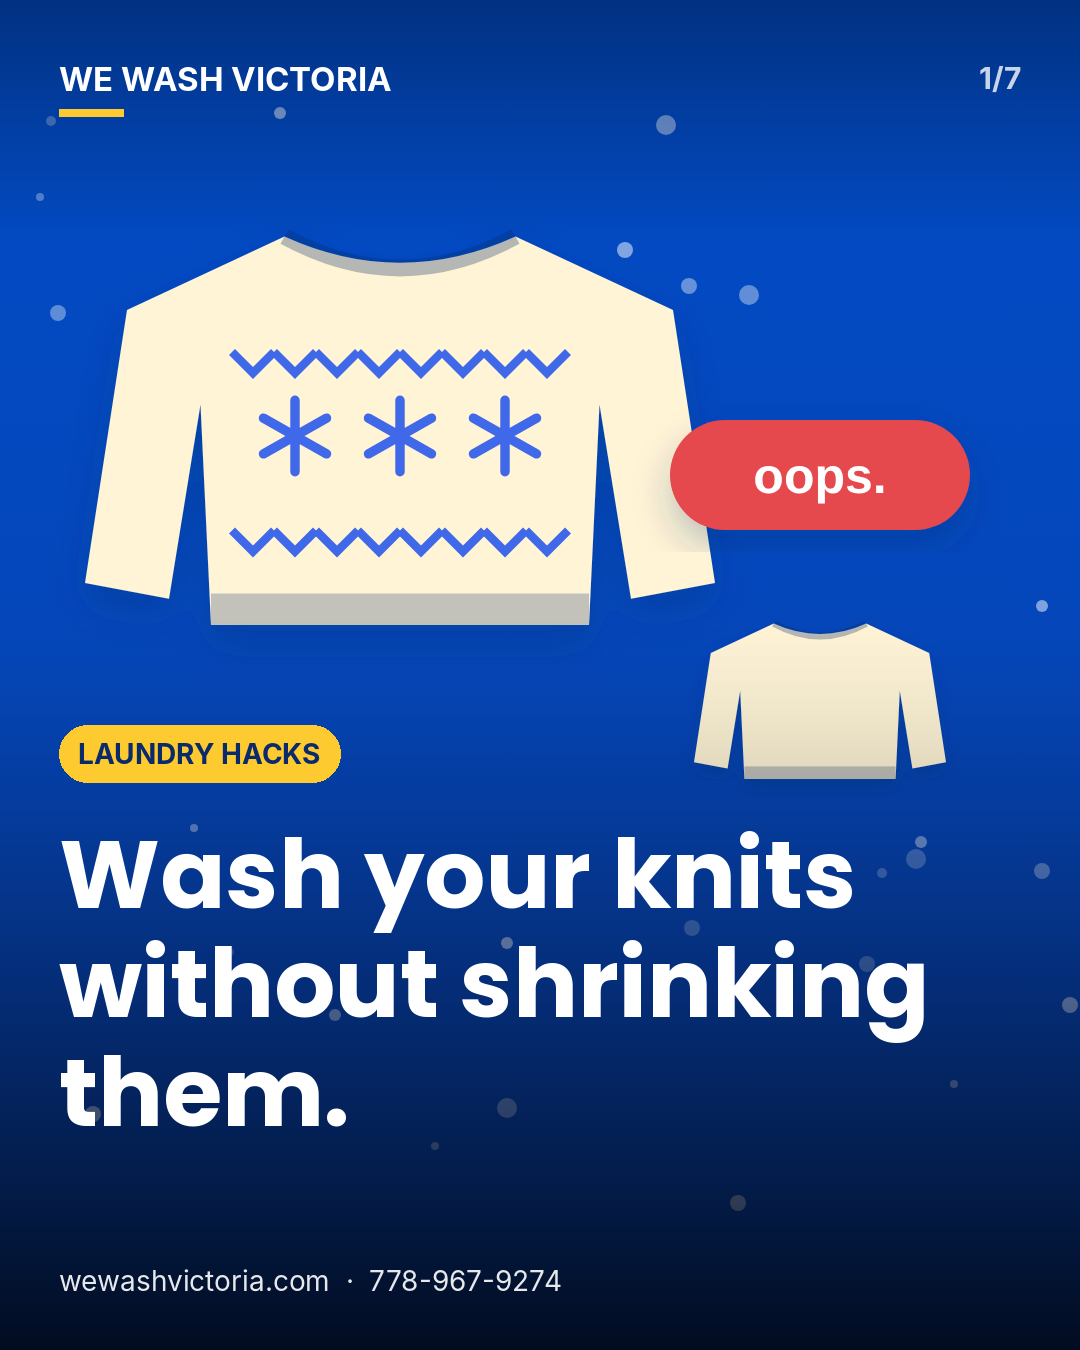 WE WASH VICTORIA
1/7
oops.
LAUNDRY HACKS
Wash your knits
without shrinking
them.
wewashvictoria.com · 778-967-9274